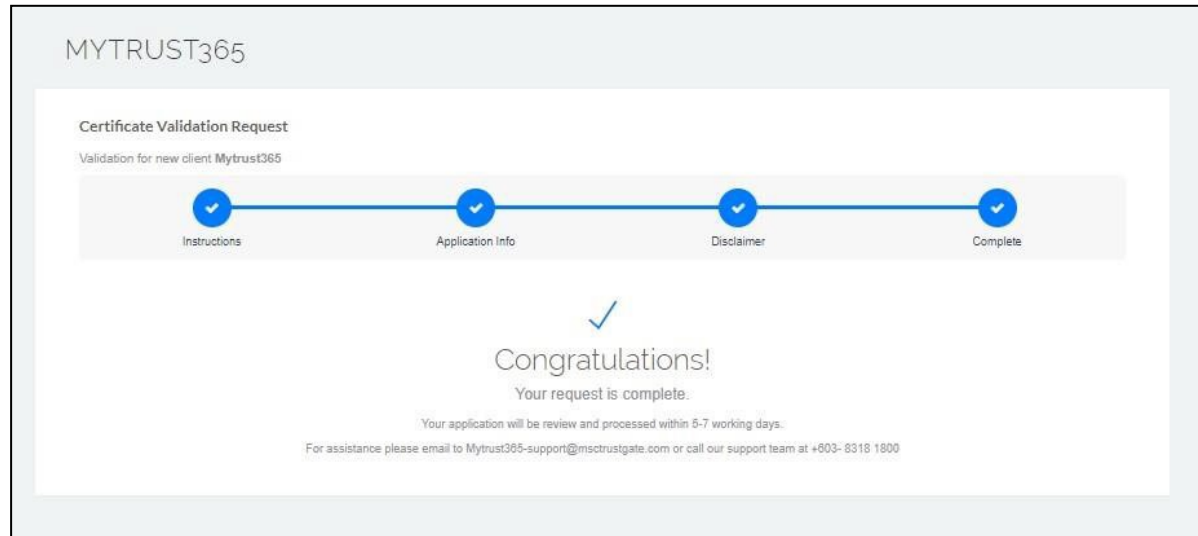 MYTRUST365
Certificate Validation Request
Validation for new client Mytrust365
Instructions
Application Info
Disclaimer
Complete
Congratulations!
Your request is complete.
Your application will be review and processed within 5-7 working days.
For assistance please email to Mytrust365-support@msctrustgate.com or call our support team at +603- 8318 1800